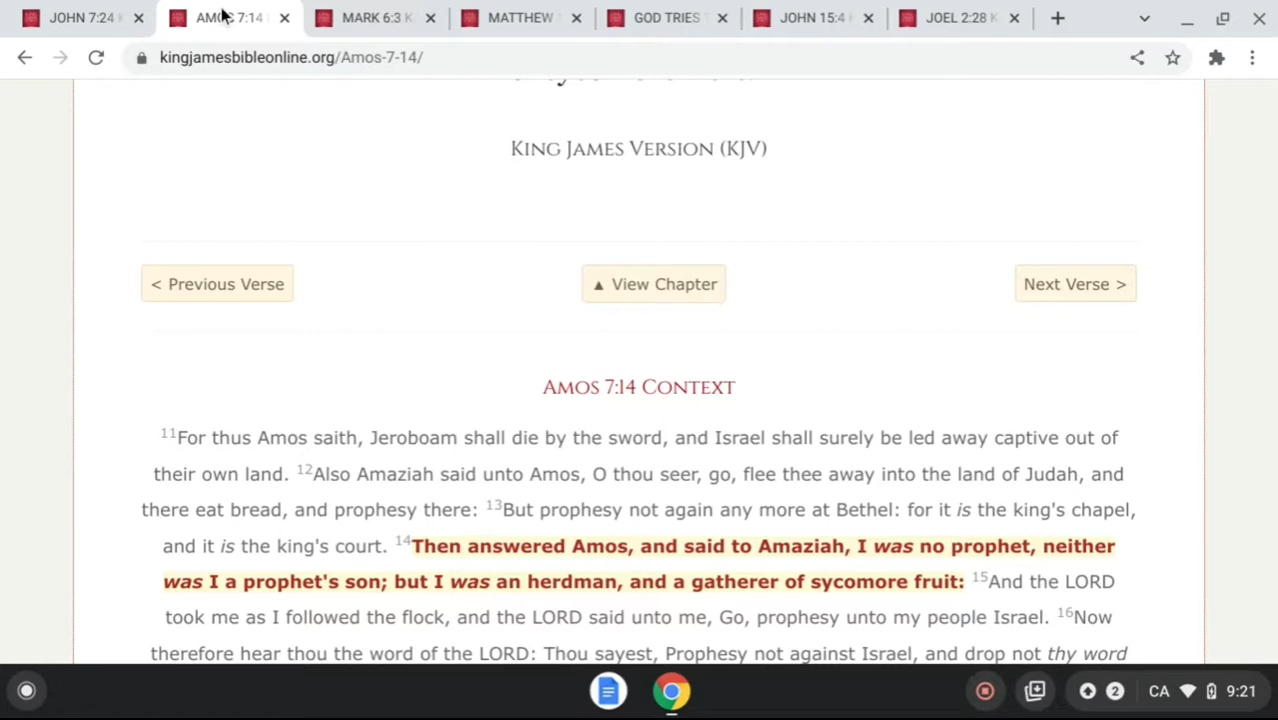 JOHN 7:24 K
AMOS 7:14
MARK 6:3 K
MATTHEW
GOD TRIES
JOHN 15:4
JOEL 2:28 K
kingjamesbibleonline.org/Amos-7-14/
King James Version (KJV)
< Previous Verse
▲ View Chapter
Next Verse >
Amos 7:14 Context
11For thus Amos saith, Jeroboam shall die by the sword, and Israel shall surely be led away captive out of
their own land. 12Also Amaziah said unto Amos, O thou seer, go, flee thee away into the land of Judah, and
there eat bread, and prophesy there: 13But prophesy not again any more at Bethel: for it is the king's chapel,
and it is the king's court. 14Then answered Amos, and said to Amaziah, I was no prophet, neither
was I a prophet's son; but I was an herdman, and a gatherer of sycomore fruit: 15And the LORD
took me as I followed the flock, and the LORD said unto me, Go, prophesy unto my people Israel. 16Now
therefore hear thou the word of the LORD: Thou sayest, Prophesy not against Israel, and drop not thy word
2
CA
9:21